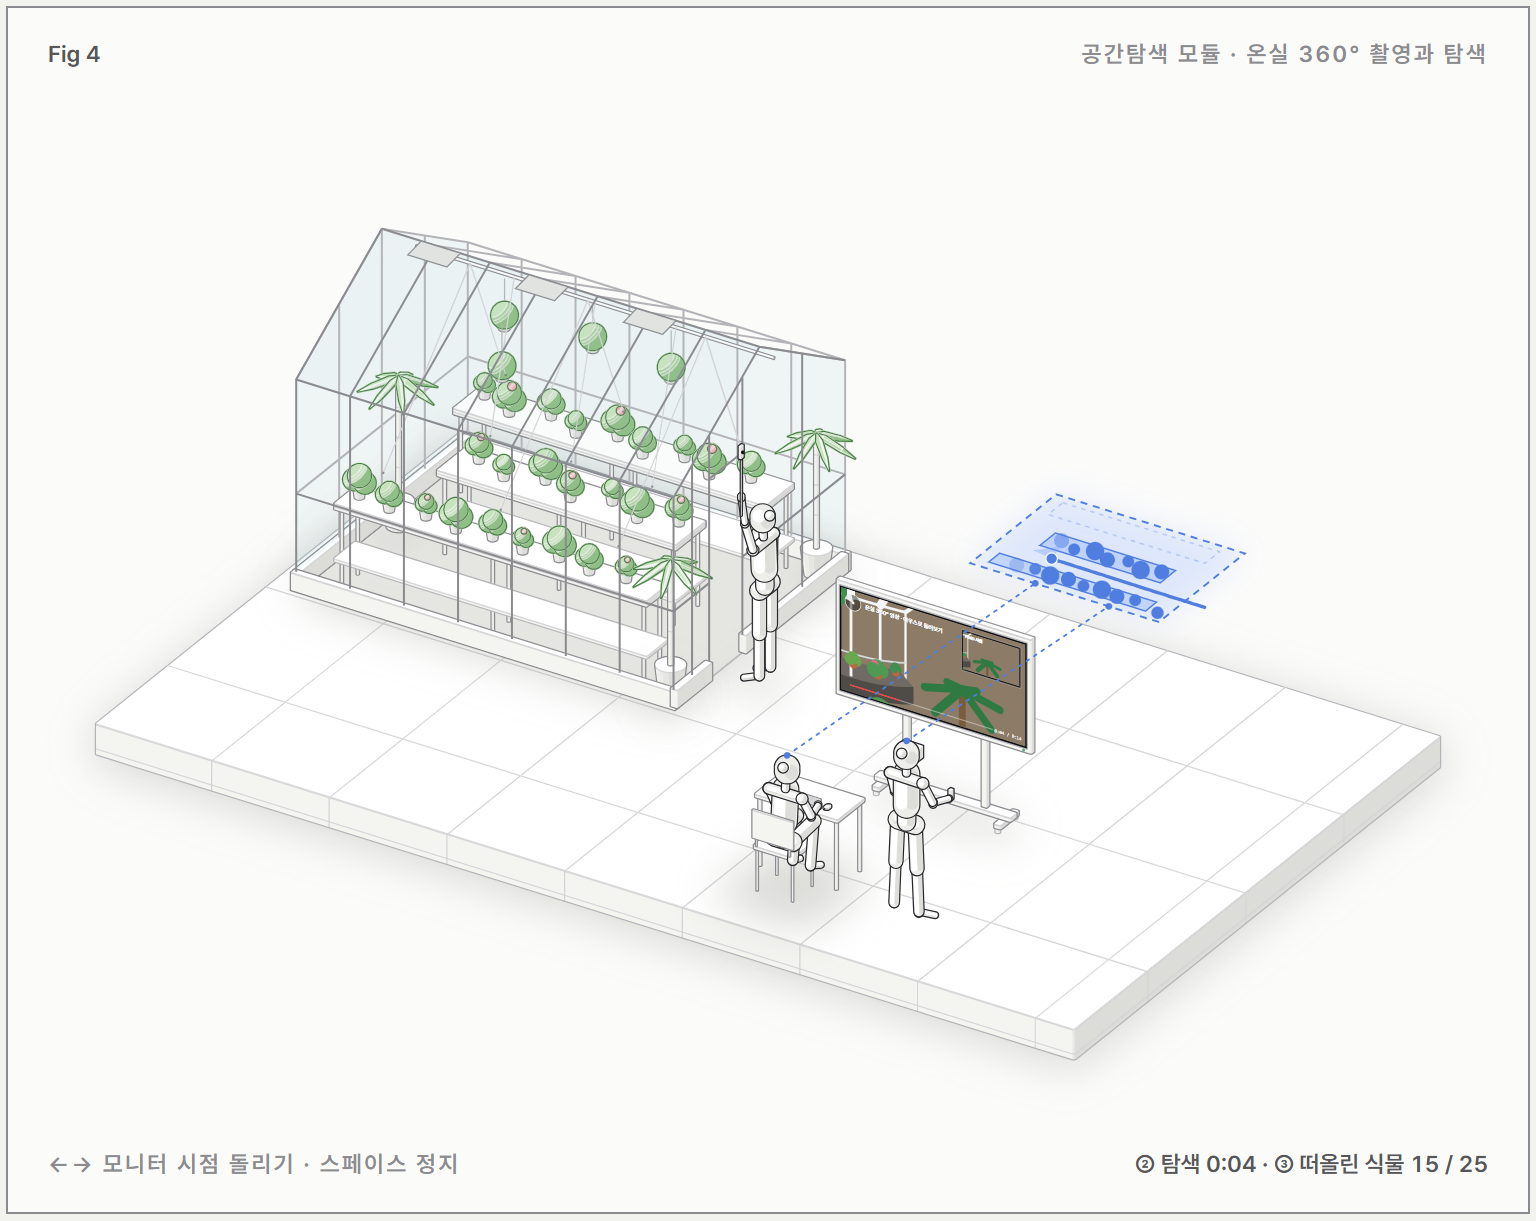 Fig 4
공간탐색 모듈 · 온실 360° 촬영과 탐색
←→ 모니터 시점 돌리기 · 스페이스 정지
② 탐색 0:04 · ③ 떠올린 식물 15 / 25